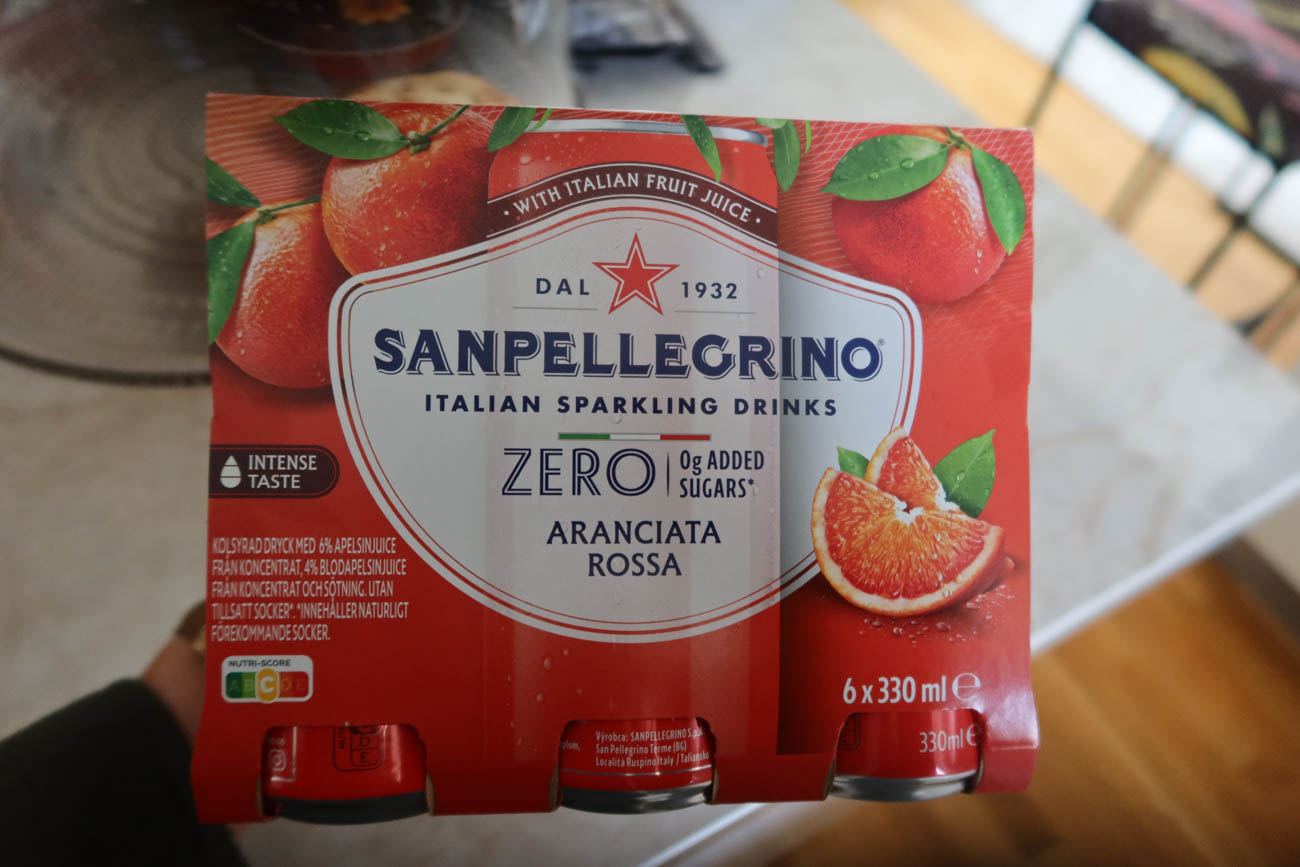 · WITH ITALIAN FRUIT JUICE ·
DAL 1932
SANPELLEGRINO®
ITALIAN SPARKLING DRINKS
ZERO 0g ADDED
SUGARS*
ARANCIATA
ROSSA
INTENSE
TASTE
KOLSYRAD DRYCK MED 6% APELSINJUICE
FRÅN KONCENTRAT, 4% BLODAPELSINJUICE
FRÅN KONCENTRAT OCH SÖTNING. UTAN
TILLSATT SOCKER*. *INNEHÅLLER NATURLIGT
FÖREKOMMANDE SOCKER.
NUTRI-SCORE
A B C D E
6 x 330 ml e
Výrobca: SANPELLEGRINO S.p.
San Pellegrino Terme (BG)
Località Ruspino Italy / Talianska
330ml e
D
E